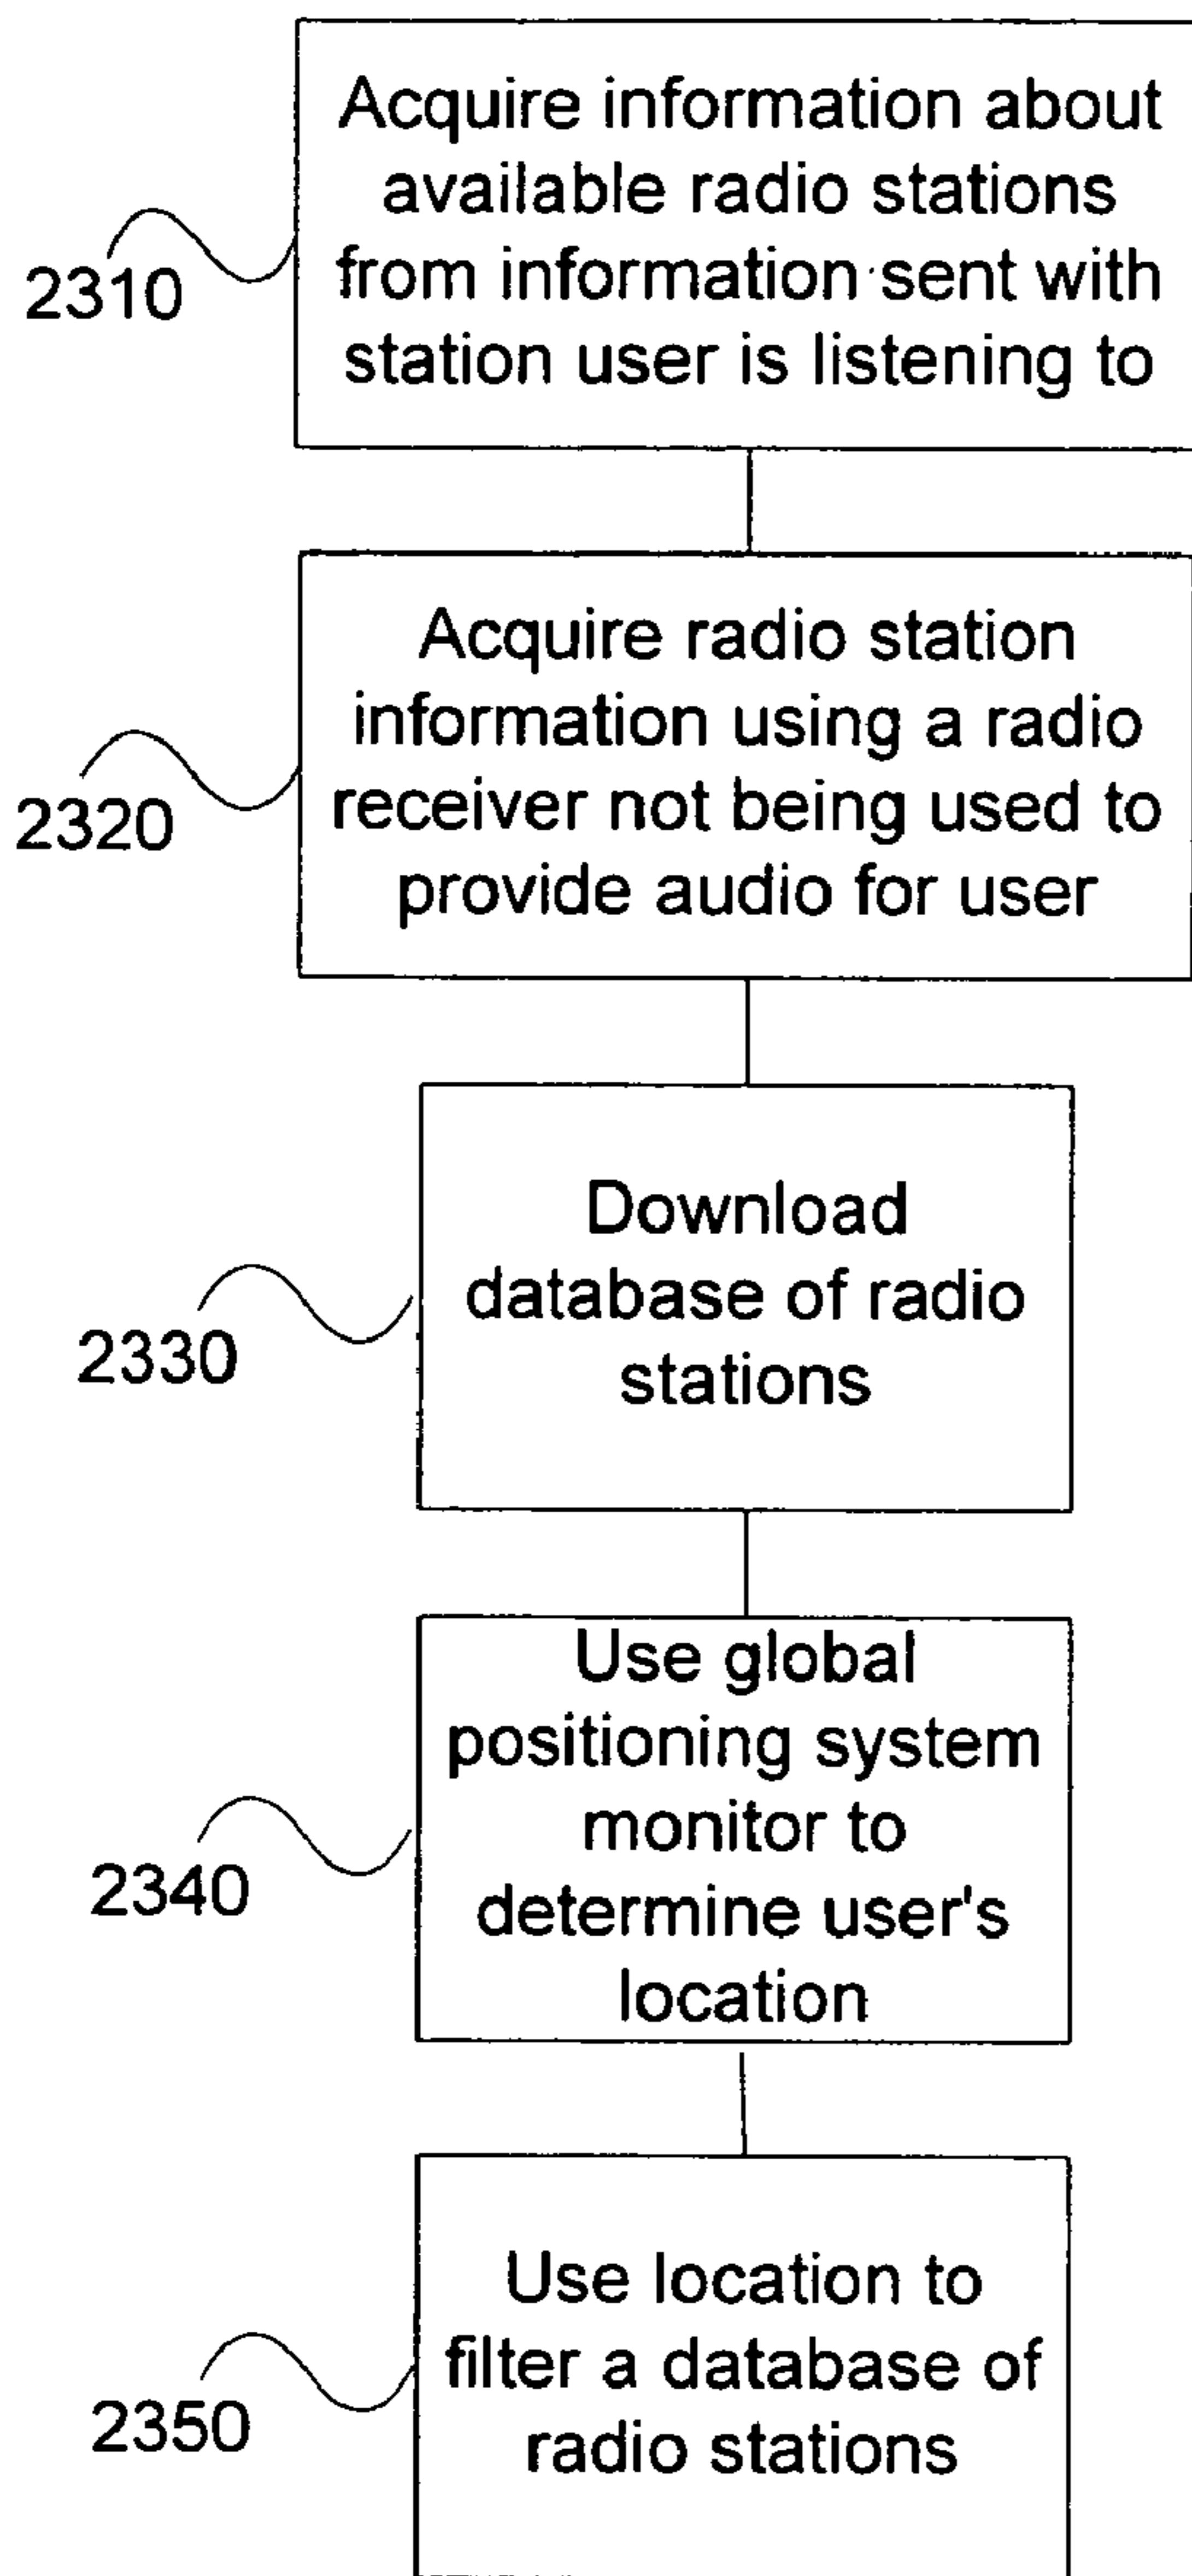 Acquire information about
available radio stations
from information sent with
station user is listening to
2310
Acquire radio station
information using a radio
receiver not being used to
provide audio for user
2320
Download
database of radio
stations
2330
Use global
positioning system
monitor to
determine user's
location
2340
Use location to
filter a database of
radio stations
2350